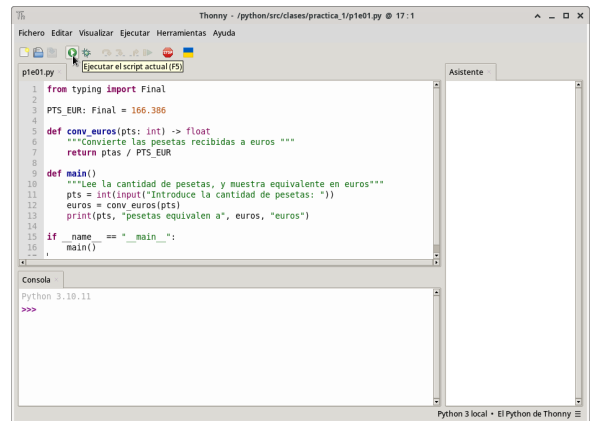 Thonny - /python/src/clases/practica_1/p1e01.py @ 17 : 1
Fichero Editar Visualizar Ejecutar Herramientas Ayuda
Ejecutar el script actual (F5)
p1e01.py
Asistente
1 from typing import Final
2
3 PTS_EUR: Final = 166.386
4
5 def conv_euros(pts: int) -> float
6     """Convierte las pesetas recibidas a euros """
7     return ptas / PTS_EUR
8
9 def main()
10     """Lee la cantidad de pesetas, y muestra equivalente en euros"""
11     pts = int(input("Introduce la cantidad de pesetas: "))
12     euros = conv_euros(pts)
13     print(pts, "pesetas equivalen a", euros, "euros")
14
15 if __name__ == "__main__":
16     main()
Consola
Python 3.10.11
>>>
Python 3 local • El Python de Thonny ☰